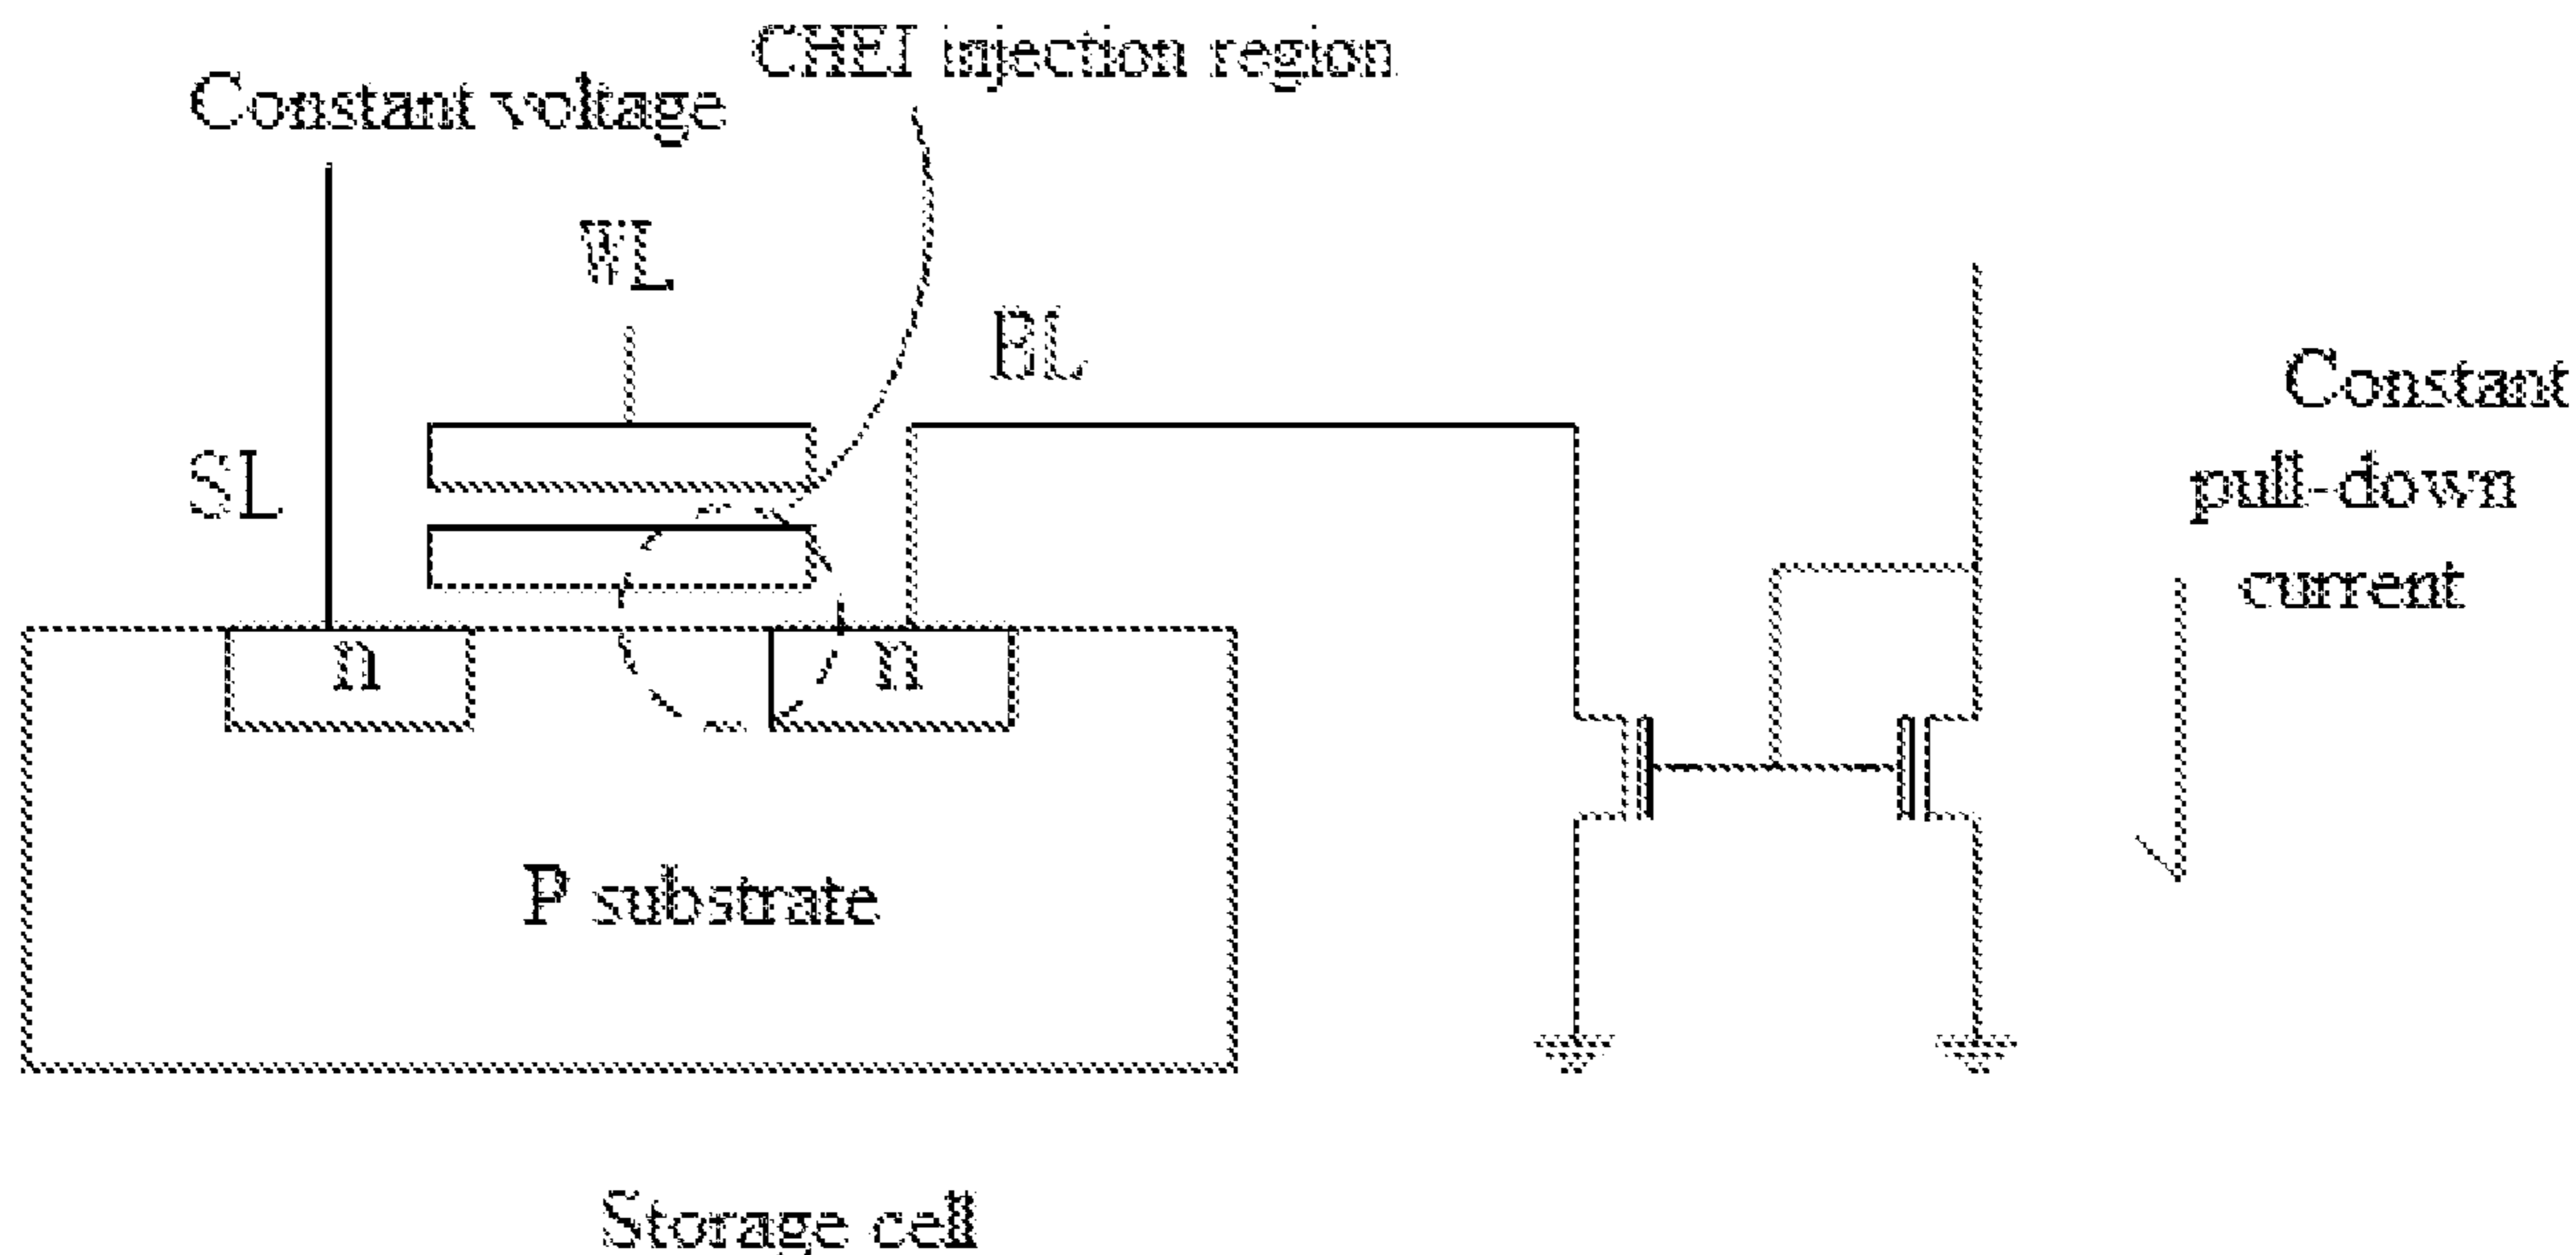 CHEI injection region
Constant voltage
WL
BL
SL
Constant
pull-down
current
n
n
P substrate
Storage cell